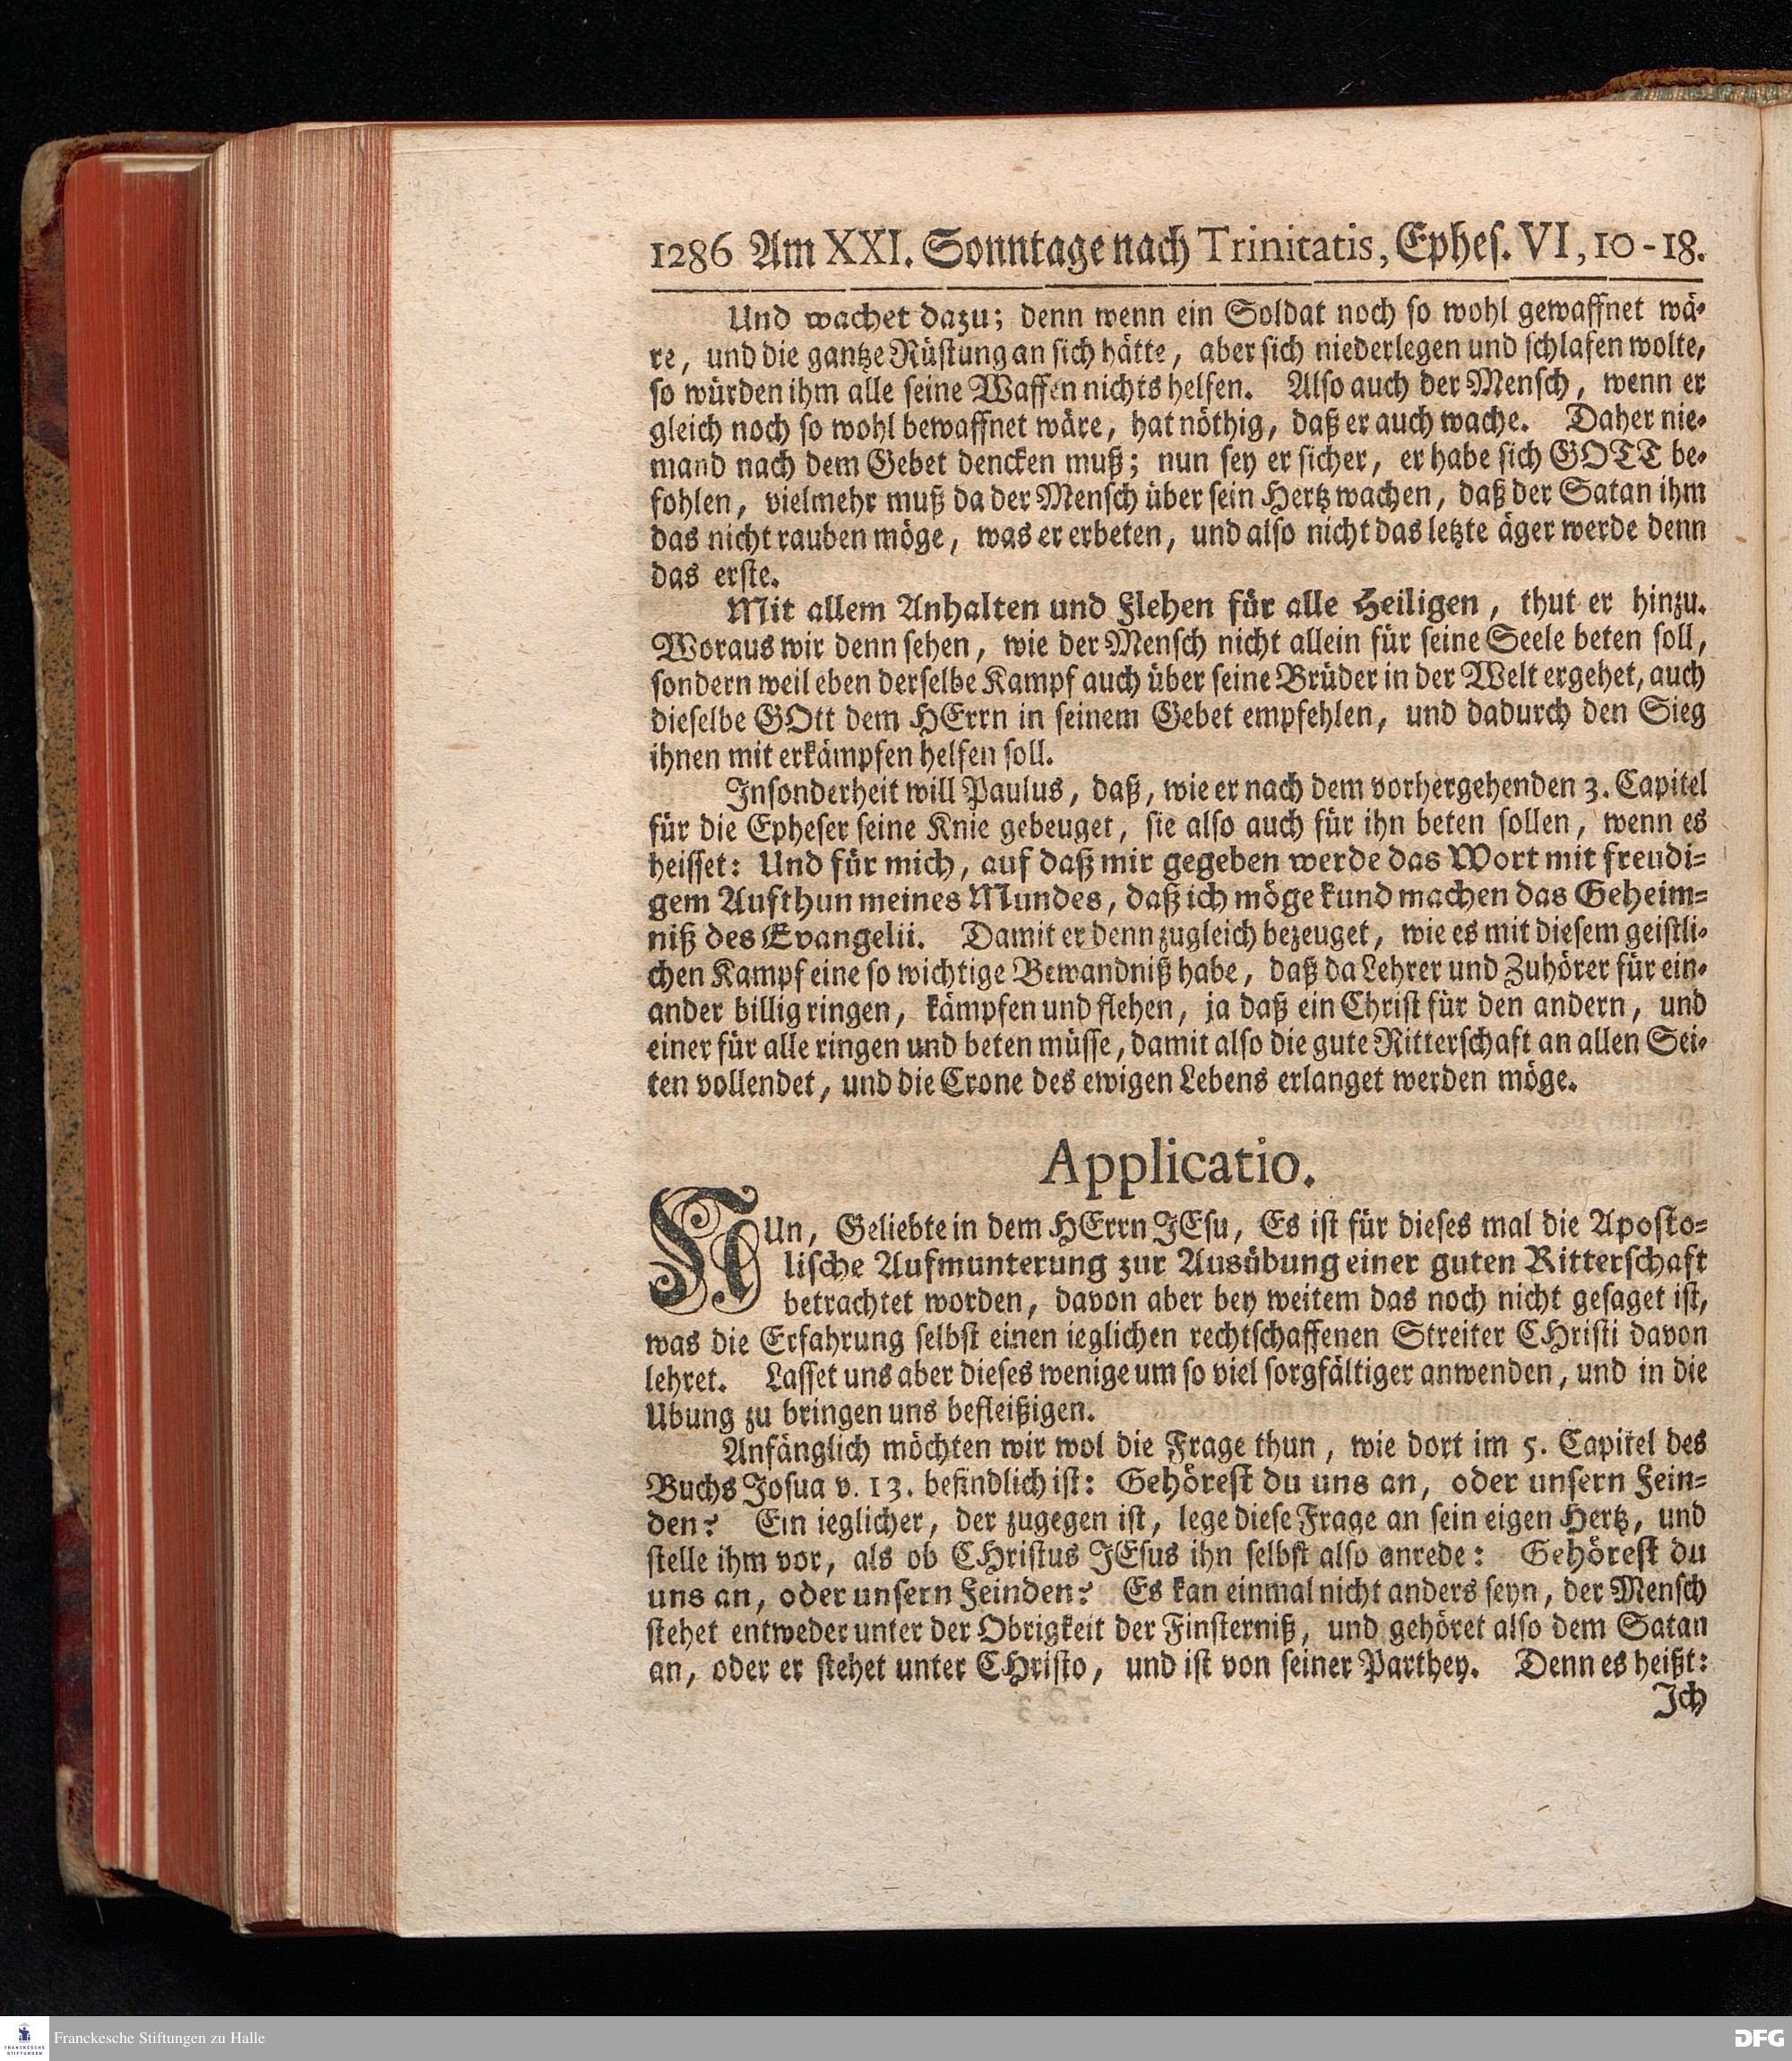 1286 Am XXI. Sonntage nach Trinitatis, Ephes. VI, 10-18.
Und wachet dazu; denn wenn ein Soldat noch so wohl gewaffnet wä-
re, und die gantze Rüstung an sich hätte, aber sich niederlegen und schlafen wolte,
so würden ihm alle seine Waffen nichts helfen. Also auch der Mensch, wenn er
gleich noch so wohl bewaffnet wäre, hat nöthig, daß er auch wache. Daher nie-
mand nach dem Gebet dencken muß; nun sey er sicher, er habe sich GOTT be-
fohlen, vielmehr muß da der Mensch über sein Hertz wachen, daß der Satan ihm
das nicht rauben möge, was er erbeten, und also nicht das letzte äger werde denn
das erste.
Mit allem Anhalten und Flehen für alle Heiligen, thut er hinzu.
Woraus wir denn sehen, wie der Mensch nicht allein für seine Seele beten soll,
sondern weil eben derselbe Kampf auch über seine Brüder in der Welt ergehet, auch
dieselbe GOtt dem HErrn in seinem Gebet empfehlen, und dadurch den Sieg
ihnen mit erkämpfen helfen soll.
Insonderheit will Paulus, daß, wie er nach dem vorhergehenden 3. Capitel
für die Epheser seine Knie gebeuget, sie also auch für ihn beten sollen, wenn es
heisset: Und für mich, auf daß mir gegeben werde das Wort mit freudi-
gem Aufthun meines Mundes, daß ich möge kund machen das Geheim-
niß des Evangelii. Damit er denn zugleich bezeuget, wie es mit diesem geistli-
chen Kampf eine so wichtige Bewandniß habe, daß da Lehrer und Zuhörer für ein-
ander billig ringen, kämpfen und flehen, ja daß ein Christ für den andern, und
einer für alle ringen und beten müsse, damit also die gute Ritterschaft an allen Sei-
ten vollendet, und die Crone des ewigen Lebens erlanget werden möge.
Applicatio.
NUn, Geliebte in dem HErrn JEsu, Es ist für dieses mal die Aposto-
lische Aufmunterung zur Ausübung einer guten Ritterschaft
betrachtet worden, davon aber bey weitem das noch nicht gesaget ist,
was die Erfahrung selbst einen ieglichen rechtschaffenen Streiter CHristi davon
lehret. Lasset uns aber dieses wenige um so viel sorgfältiger anwenden, und in die
Ubung zu bringen uns befleißigen.
Anfänglich möchten wir wol die Frage thun, wie dort im 5. Capitel des
Buchs Josua v. 13. befindlich ist: Gehörest du uns an, oder unsern Fein-
den? Ein ieglicher, der zugegen ist, lege diese Frage an sein eigen Hertz, und
stelle ihm vor, als ob CHristus JEsus ihn selbst also anrede: Gehörest du
uns an, oder unsern Feinden? Es kan einmal nicht anders seyn, der Mensch
stehet entweder unter der Obrigkeit der Finsterniß, und gehöret also dem Satan
an, oder er stehet unter CHristo, und ist von seiner Parthey. Denn es heißt:
Ich
FRANCKESCHE
STIFTUNGEN
Franckesche Stiftungen zu Halle
DFG